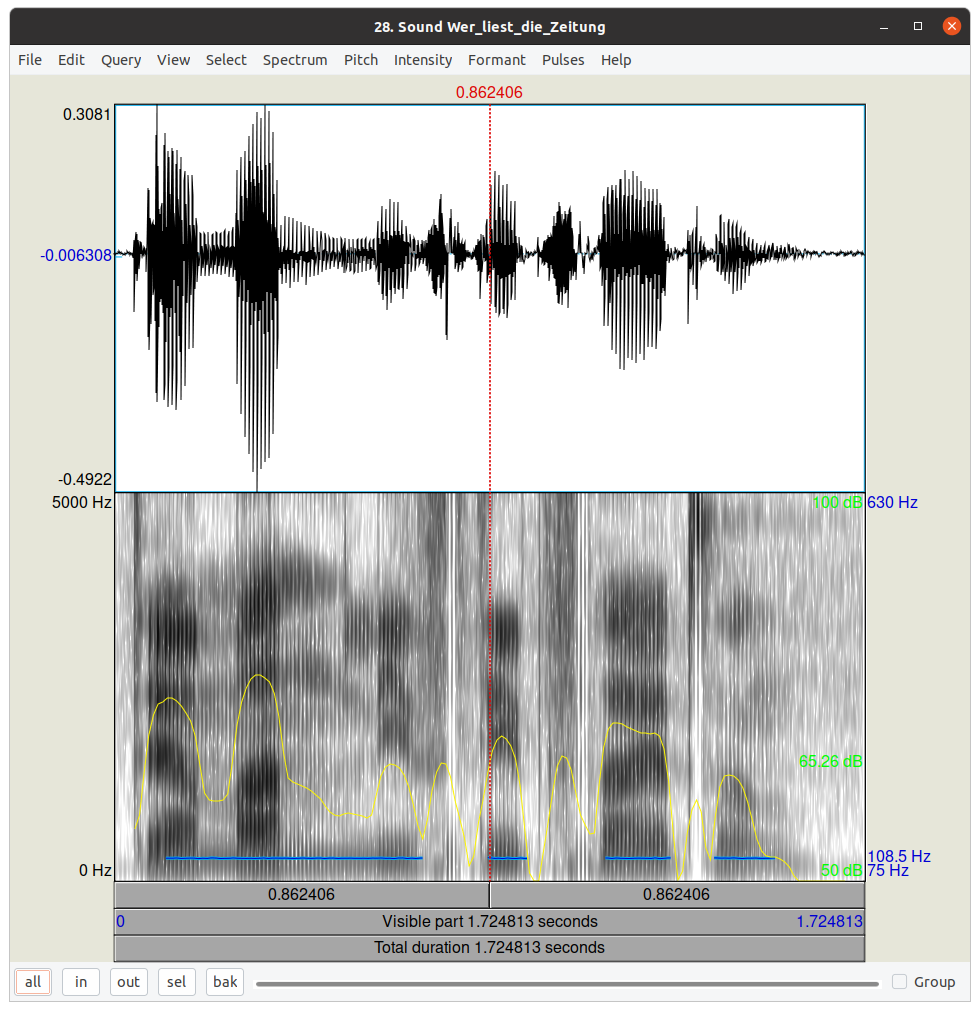 28. Sound Wer_liest_die_Zeitung
File Edit Query View Select Spectrum Pitch Intensity Formant Pulses Help
0.862406
0.3081
-0.006308
-0.4922
5000 Hz 100 dB 630 Hz
65.26 dB
108.5 Hz
0 Hz 50 dB 75 Hz
0.862406 0.862406
0 Visible part 1.724813 seconds 1.724813
Total duration 1.724813 seconds
all in out sel bak Group